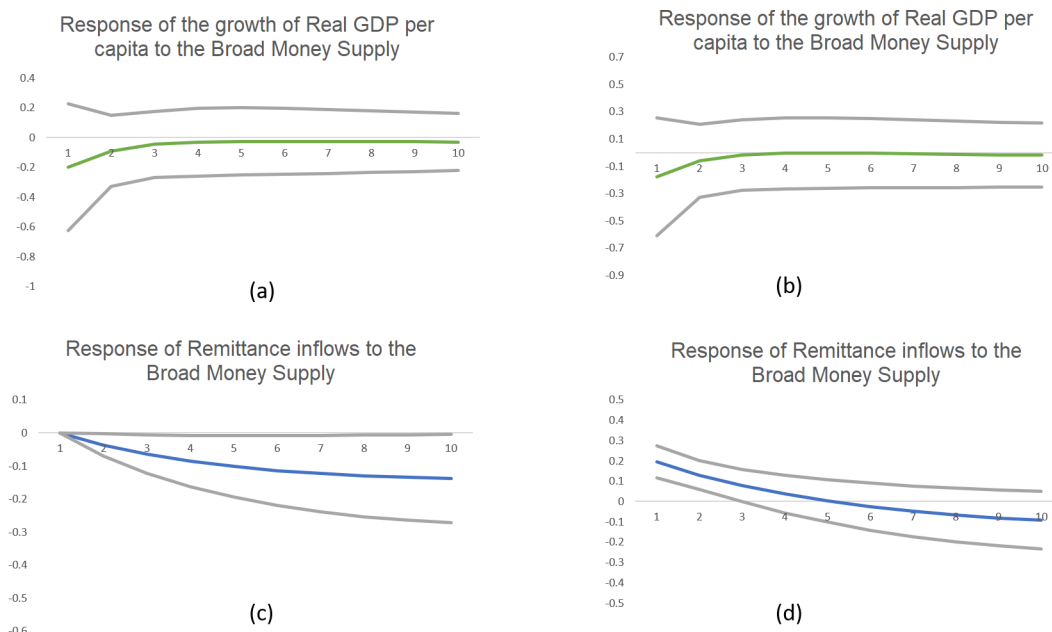 Response of the growth of Real GDP per
capita to the Broad Money Supply
0.4
0.2
0
-0.2
-0.4
-0.6
-0.8
-1
1 2 3 4 5 6 7 8 9 10
(a)
Response of the growth of Real GDP per
capita to the Broad Money Supply
0.7
0.5
0.3
0.1
-0.1
-0.3
-0.5
-0.7
-0.9
1 2 3 4 5 6 7 8 9 10
(b)
Response of Remittance inflows to the
Broad Money Supply
0.1
0
-0.1
-0.2
-0.3
-0.4
-0.5
-0.6
1 2 3 4 5 6 7 8 9 10
(c)
Response of Remittance inflows to the
Broad Money Supply
0.5
0.4
0.3
0.2
0.1
0
-0.1
-0.2
-0.3
-0.4
-0.5
1 2 3 4 5 6 7 8 9 10
(d)